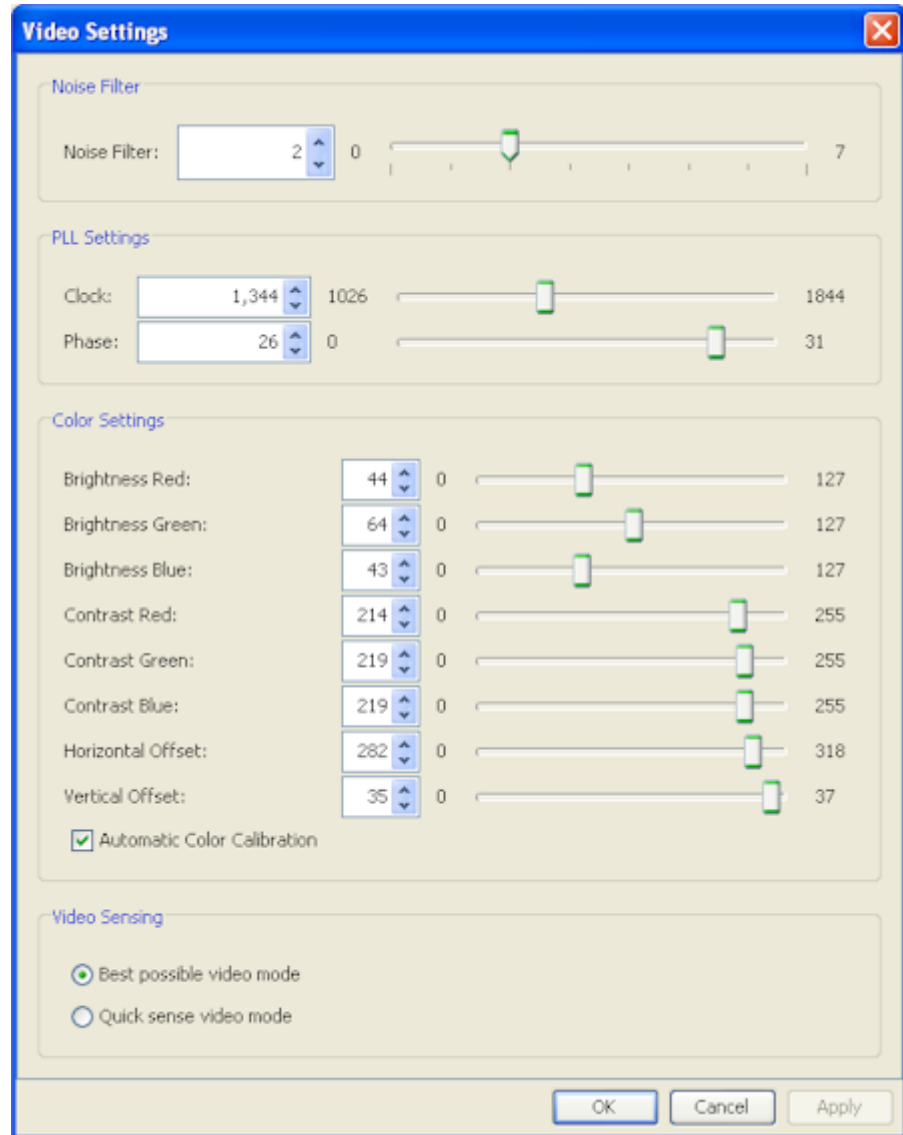 Video Settings
Noise Filter
Noise Filter: 2 0 7
PLL Settings
Clock: 1,344 1026 1844
Phase: 26 0 31
Color Settings
Brightness Red: 44 0 127
Brightness Green: 64 0 127
Brightness Blue: 43 0 127
Contrast Red: 214 0 255
Contrast Green: 219 0 255
Contrast Blue: 219 0 255
Horizontal Offset: 282 0 318
Vertical Offset: 35 0 37
Automatic Color Calibration
Video Sensing
Best possible video mode
Quick sense video mode
OK Cancel Apply